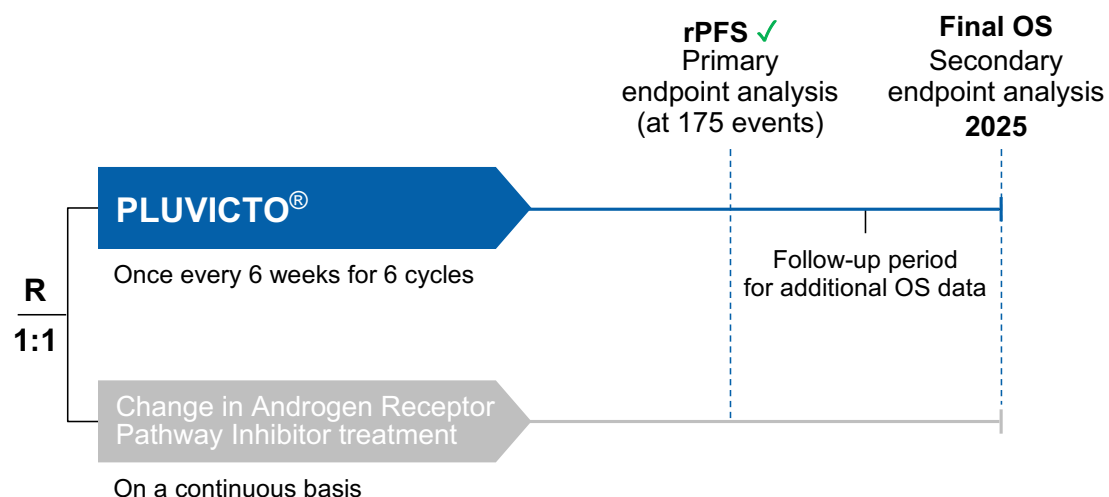 rPFS ✓
Primary
endpoint analysis
(at 175 events)
Final OS
Secondary
endpoint analysis
2025
PLUVICTO®
Once every 6 weeks for 6 cycles
Follow-up period
for additional OS data
R
1:1
Change in Androgen Receptor
Pathway Inhibitor treatment
On a continuous basis